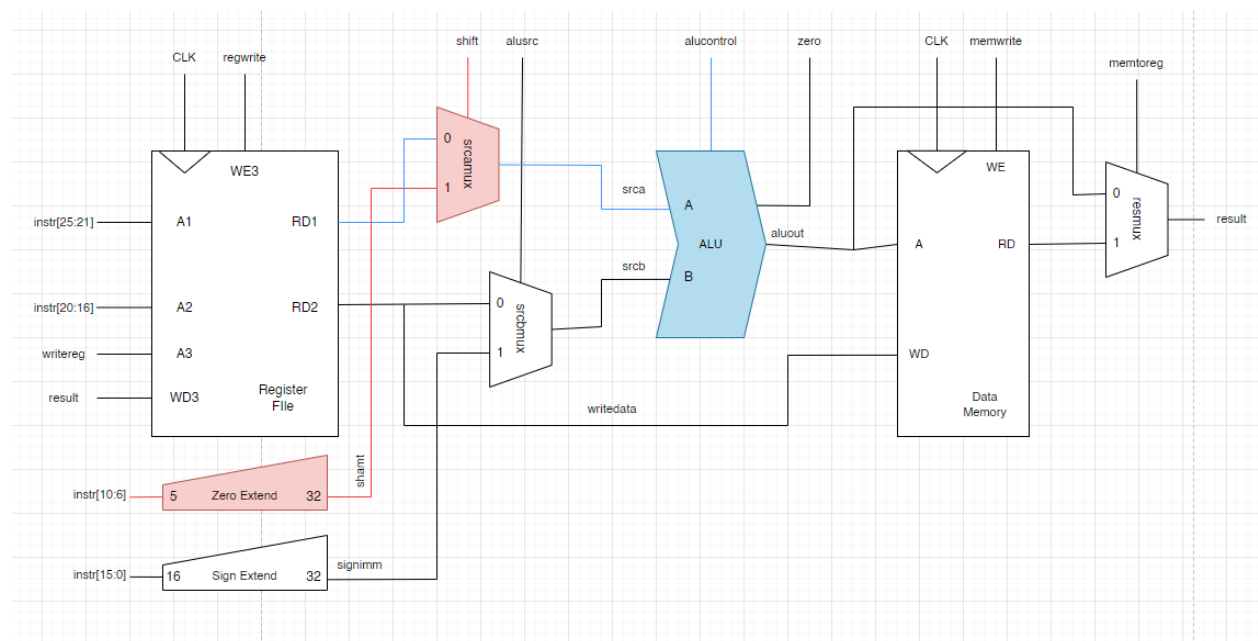 shift
alusrc
alucontrol
zero
CLK
memwrite
CLK
regwrite
memtoreg
0
srcamux
1
WE3
WE
srca
A
0
resmux
1
result
instr[25:21]
A1
RD1
aluout
ALU
A
RD
srcb
B
instr[20:16]
A2
RD2
0
srcbmux
1
writereg
A3
WD
result
WD3
Register
FIle
writedata
Data
Memory
shamt
instr[10:6]
5
Zero Extend
32
signimm
instr[15:0]
16
Sign Extend
32